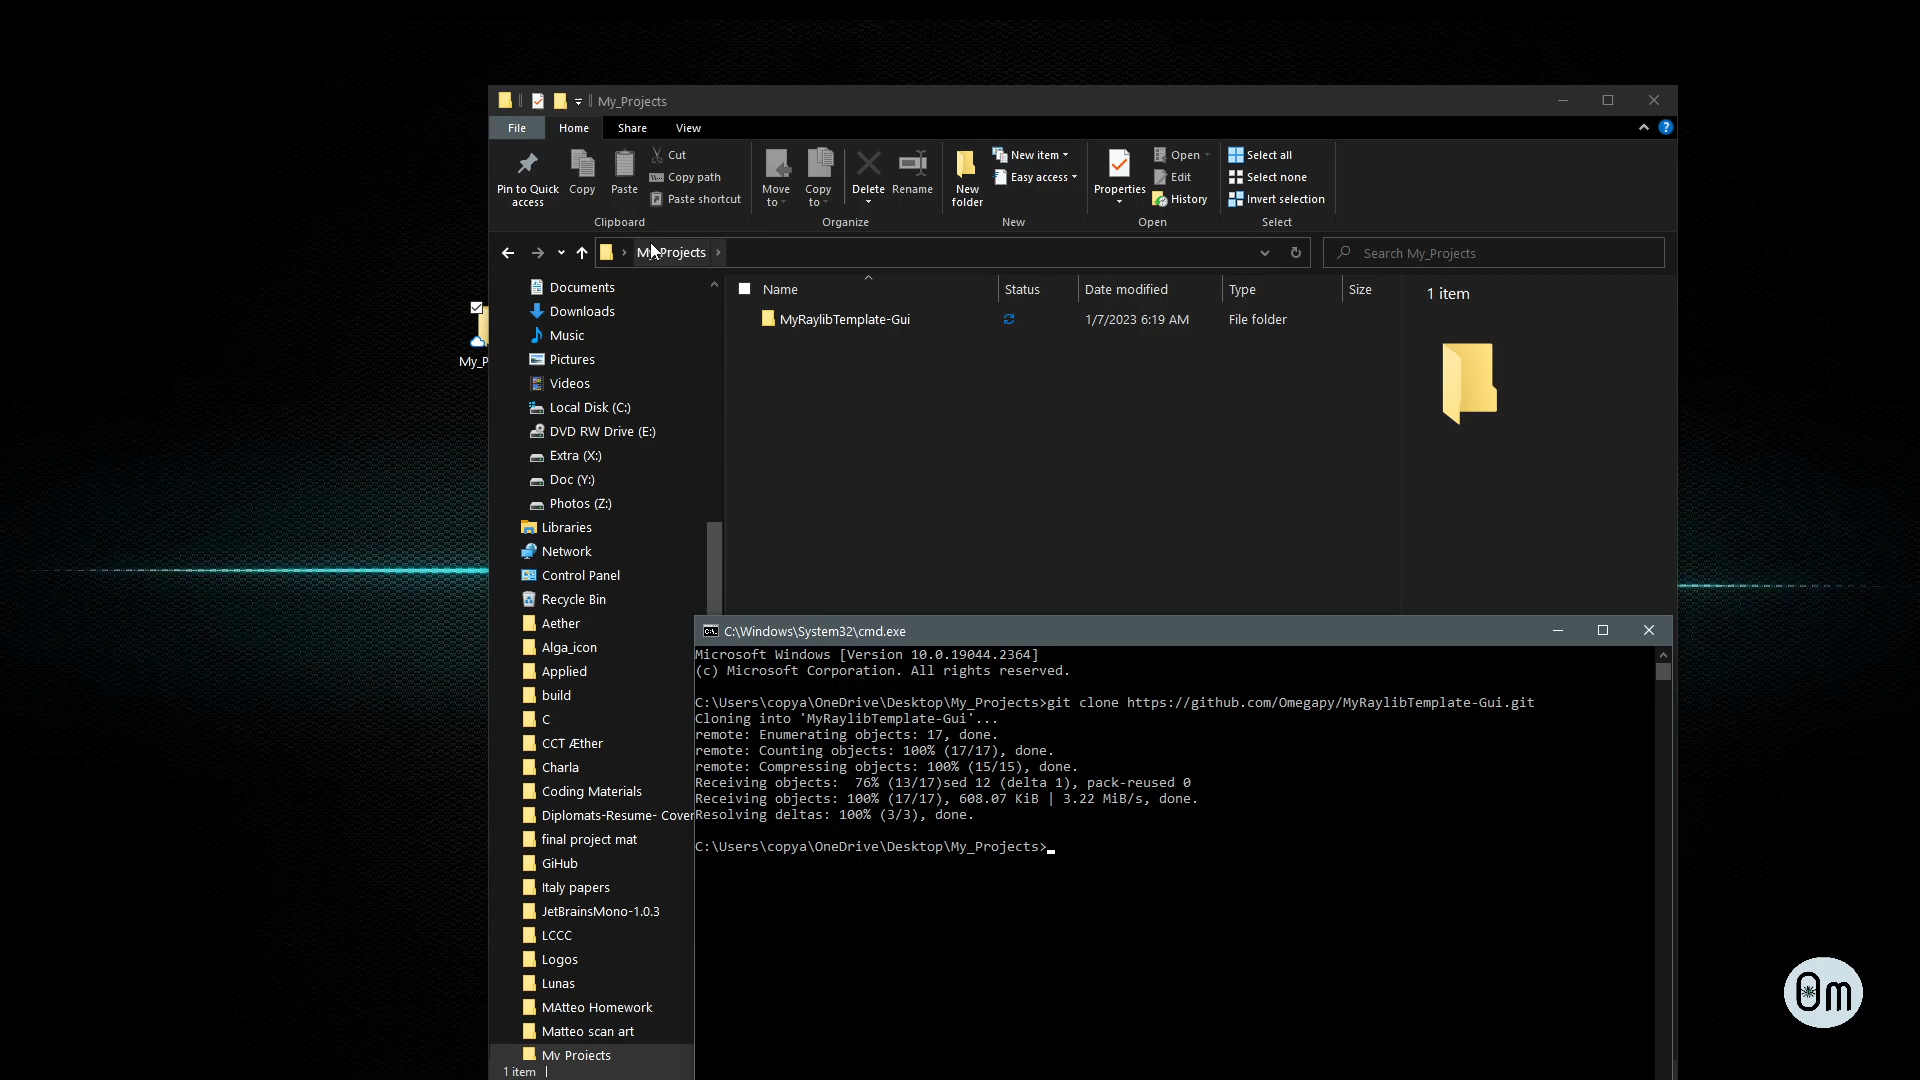 My_Projects
File Home Share View
Pin to Quick access
Copy
Paste
Cut
Copy path
Paste shortcut
Clipboard
Move to
Copy to
Delete
Rename
Organize
New folder
New item
Easy access
New
Properties
Open
Edit
History
Open
Select all
Select none
Invert selection
Select
My_Projects
Search My_Projects
My_P
Documents
Downloads
Music
Pictures
Videos
Local Disk (C:)
DVD RW Drive (E:)
Extra (X:)
Doc (Y:)
Photos (Z:)
Libraries
Network
Control Panel
Recycle Bin
Aether
Alga_icon
Applied
build
C
CCT Æther
Charla
Coding Materials
Diplomats-Resume- Cover
final project mat
GiHub
Italy papers
JetBrainsMono-1.0.3
LCCC
Logos
Lunas
MAtteo Homework
Matteo scan art
My Projects
1 item
Name Status Date modified Type Size
MyRaylibTemplate-Gui 1/7/2023 6:19 AM File folder
1 item
C:\Windows\System32\cmd.exe
Microsoft Windows [Version 10.0.19044.2364]
(c) Microsoft Corporation. All rights reserved.
C:\Users\copya\OneDrive\Desktop\My_Projects>git clone https://github.com/Omegapy/MyRaylibTemplate-Gui.git
Cloning into 'MyRaylibTemplate-Gui'...
remote: Enumerating objects: 17, done.
remote: Counting objects: 100% (17/17), done.
remote: Compressing objects: 100% (15/15), done.
Receiving objects:  76% (13/17)sed 12 (delta 1), pack-reused 0
Receiving objects: 100% (17/17), 608.07 KiB | 3.22 MiB/s, done.
Resolving deltas: 100% (3/3), done.
C:\Users\copya\OneDrive\Desktop\My_Projects>
Om